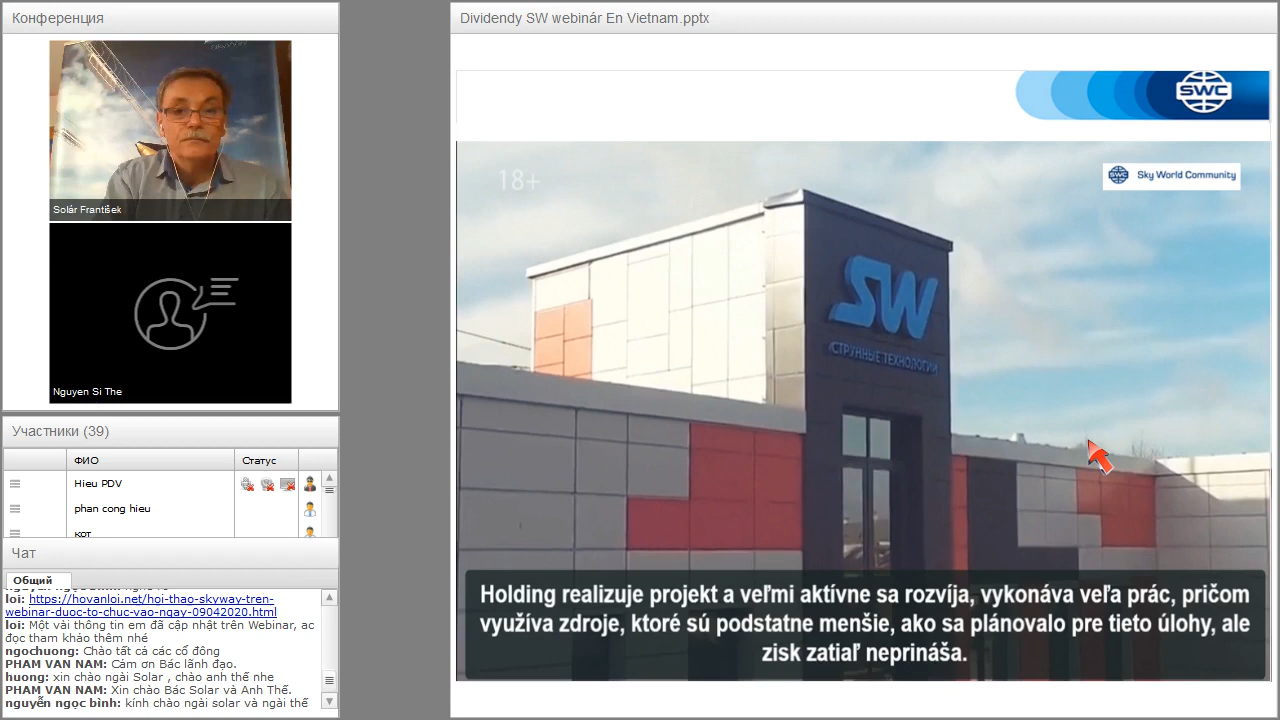 Конференция
Solár František
Nguyen Si The
Участники (39)
ФИО
Статус
Hieu PDV
phan cong hieu
кот
Чат
Общий
loi: https://hovanloi.net/hoi-thao-skyway-tren-
webinar-duoc-to-chuc-vao-ngay-09042020.html
loi: Một vài thông tin em đã cập nhật trên Webinar, ac
đọc tham khảo thêm nhé
ngochuong: Chào tất cả các cổ đông
PHAM VAN NAM: Cảm ơn Bác lãnh đạo.
huong: xin chào ngài Solar , chào anh thế nhe
PHAM VAN NAM: Xin chào Bác Solar và Anh Thế.
nguyễn ngọc bình: kính chào ngài solar và ngài thế
Dividendy SW webinár En Vietnam.pptx
SWC
18+
SWC Sky World Community
SW
СТРУННЫЕ ТЕХНОЛОГИИ
Holding realizuje projekt a veľmi aktívne sa rozvíja, vykonáva veľa prác, pričom
využíva zdroje, ktoré sú podstatne menšie, ako sa plánovalo pre tieto úlohy, ale
zisk zatiaľ neprináša.